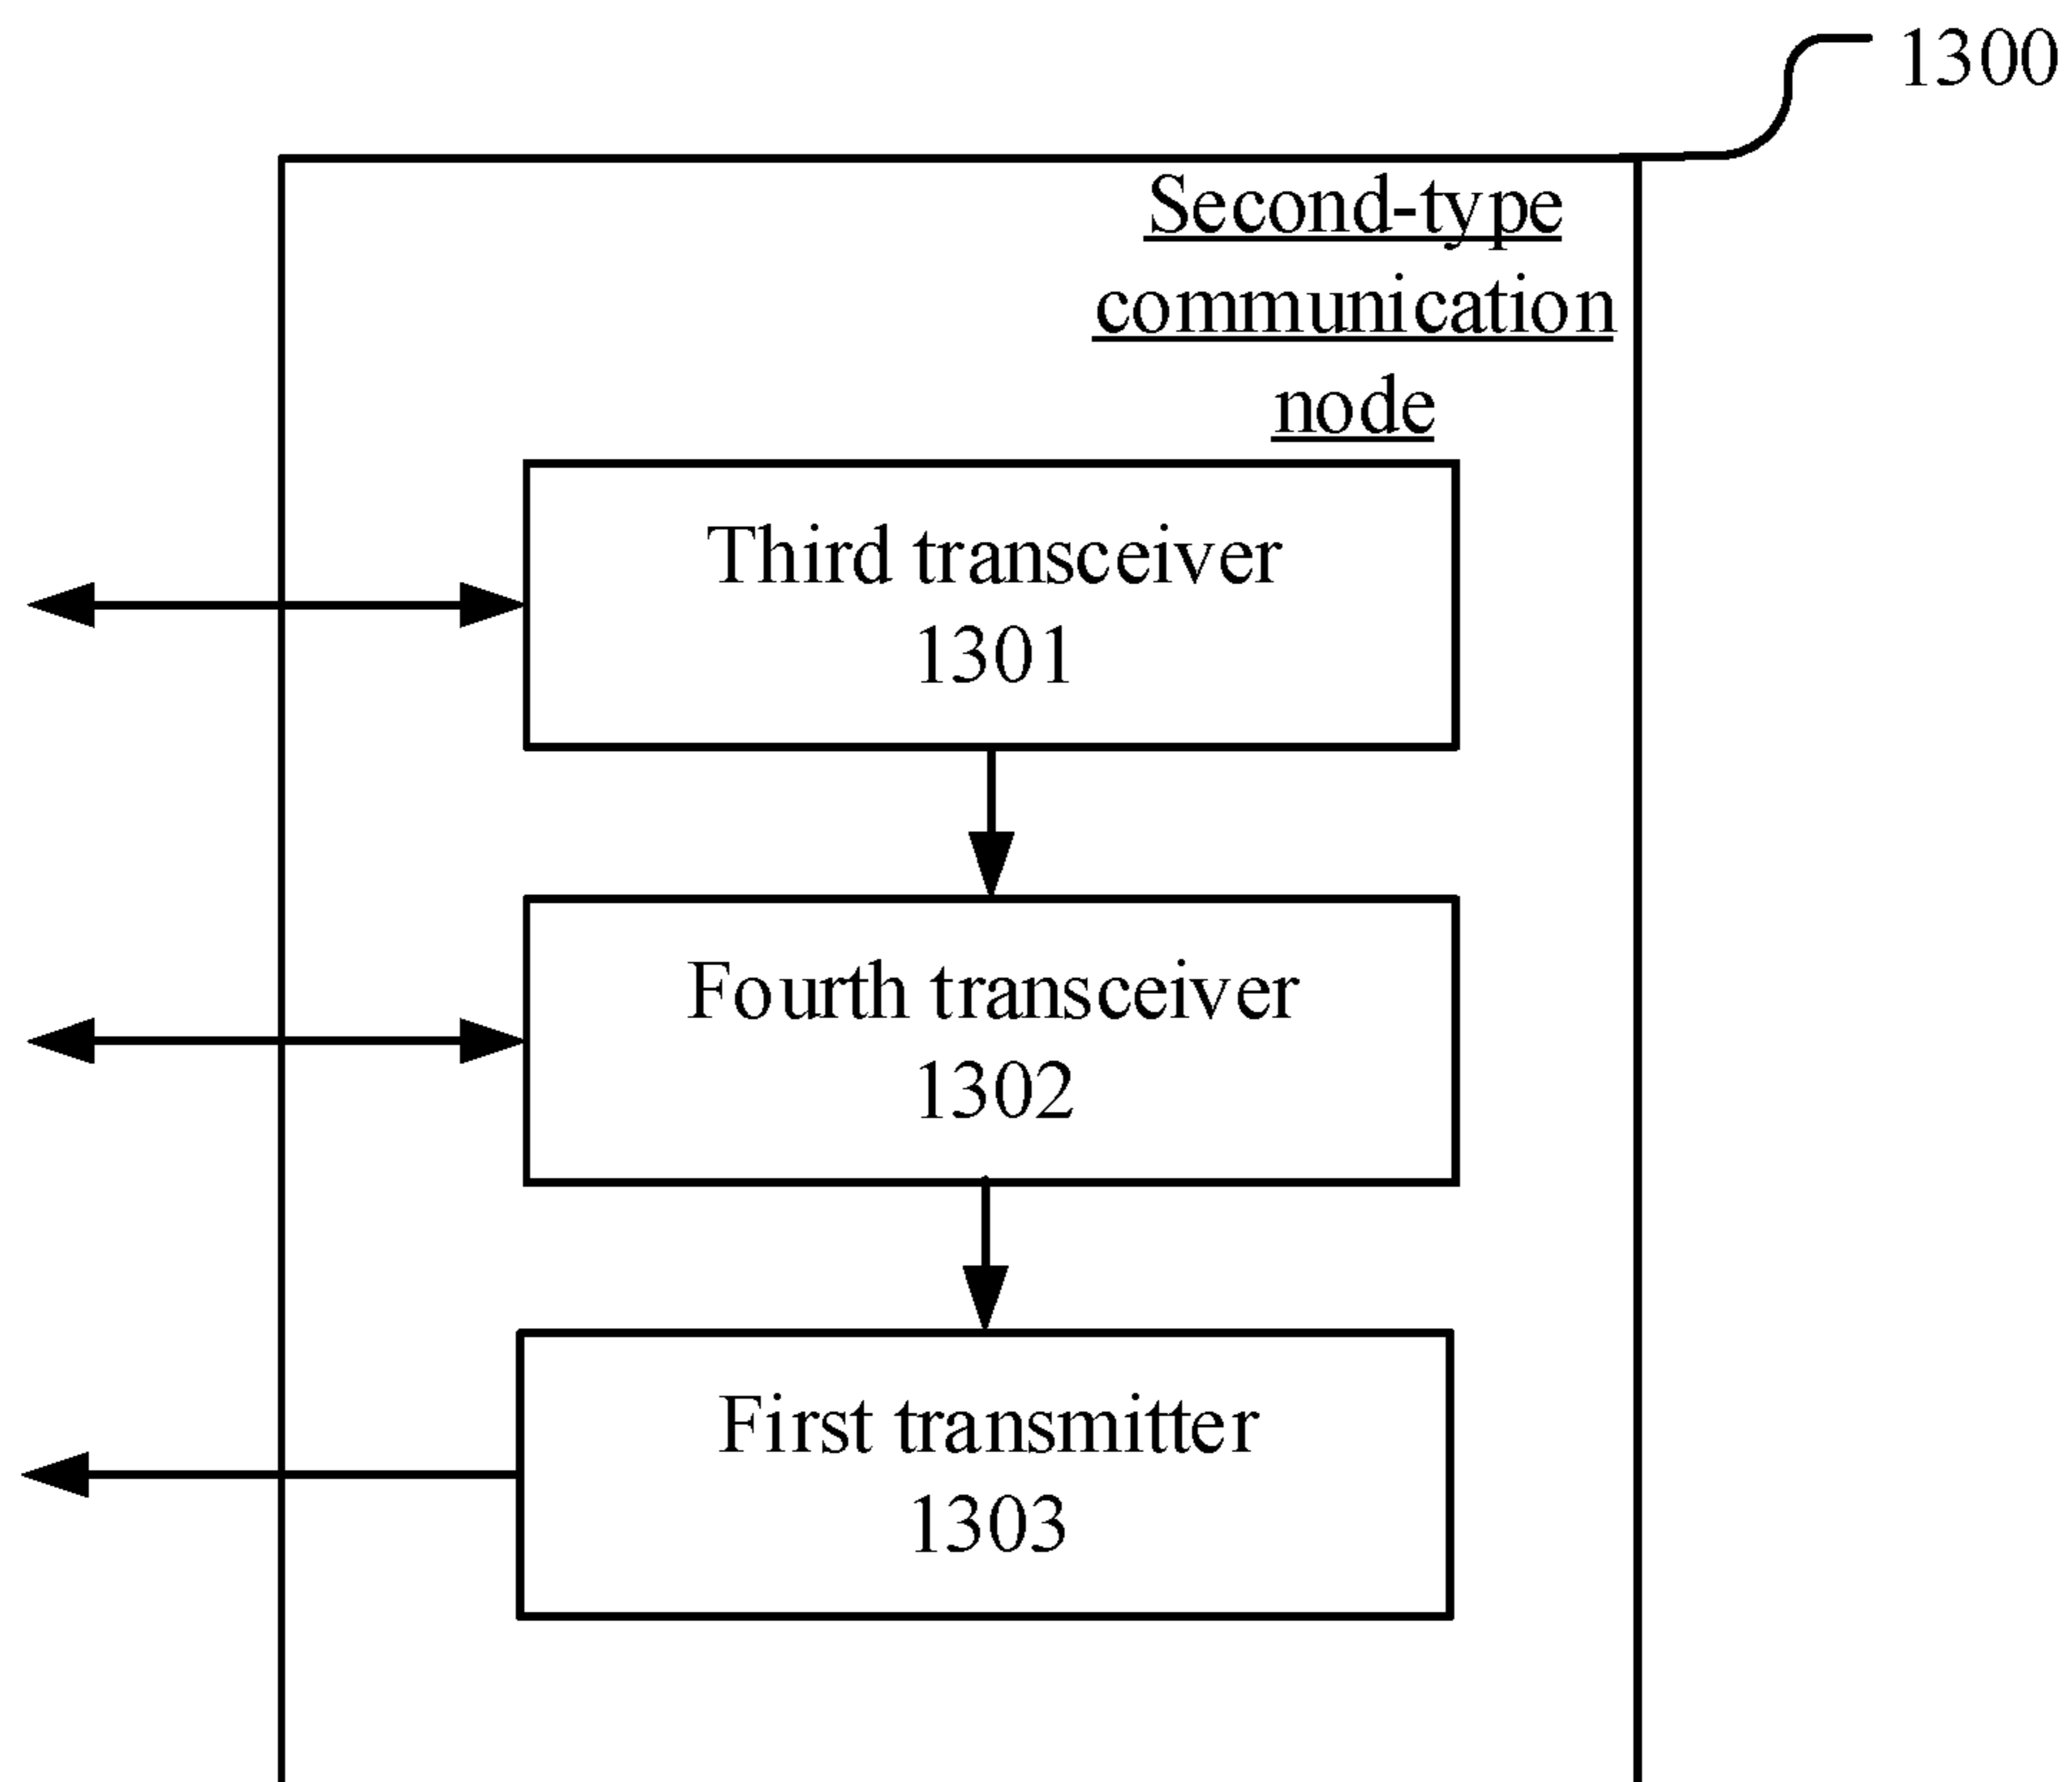 1300
Second-type
communication
node
Third transceiver
1301
Fourth transceiver
1302
First transmitter
1303